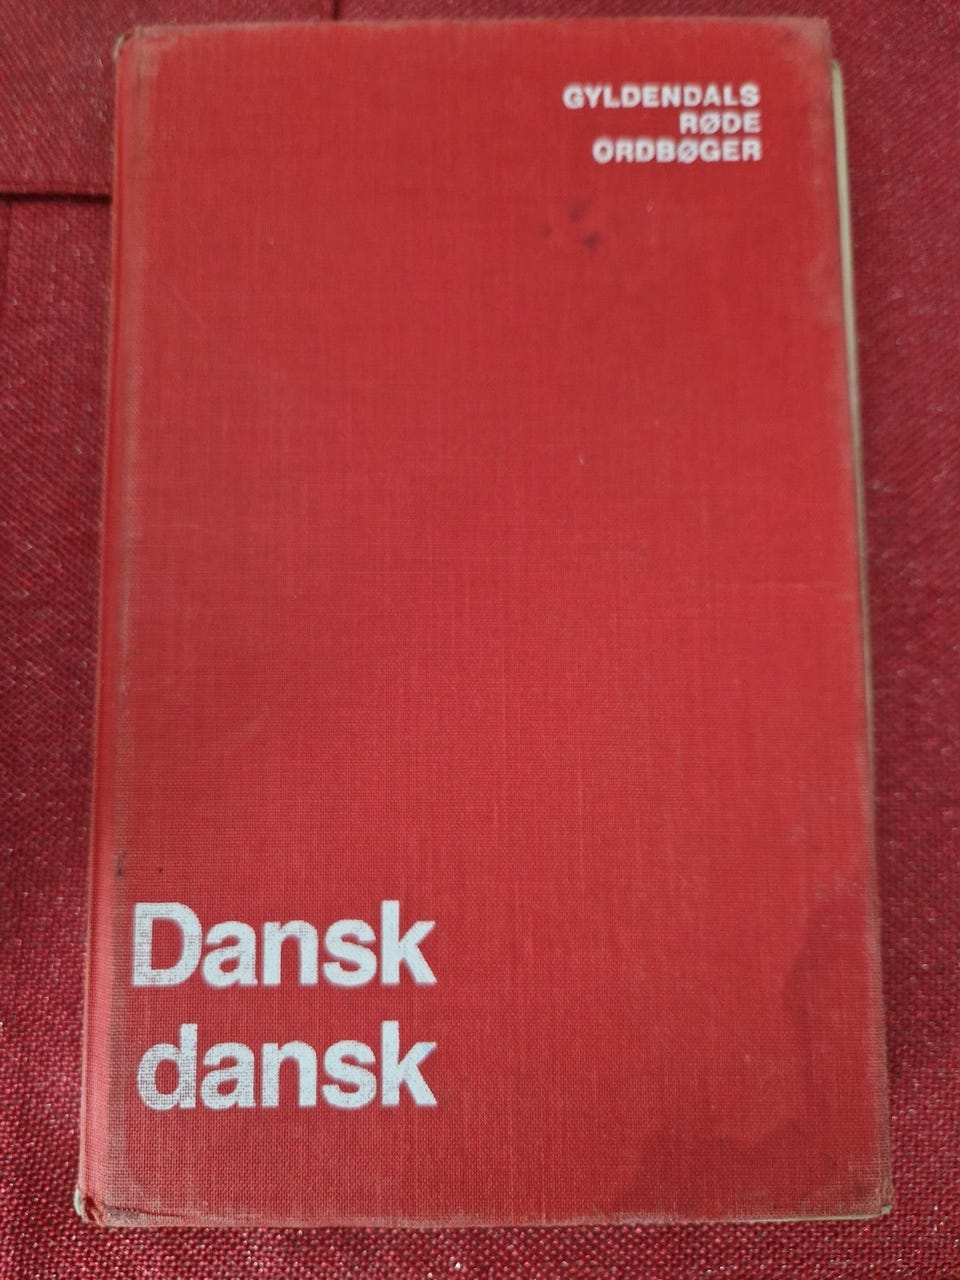 GYLDENDALS
RØDE
ORDBØGER
Dansk
dansk